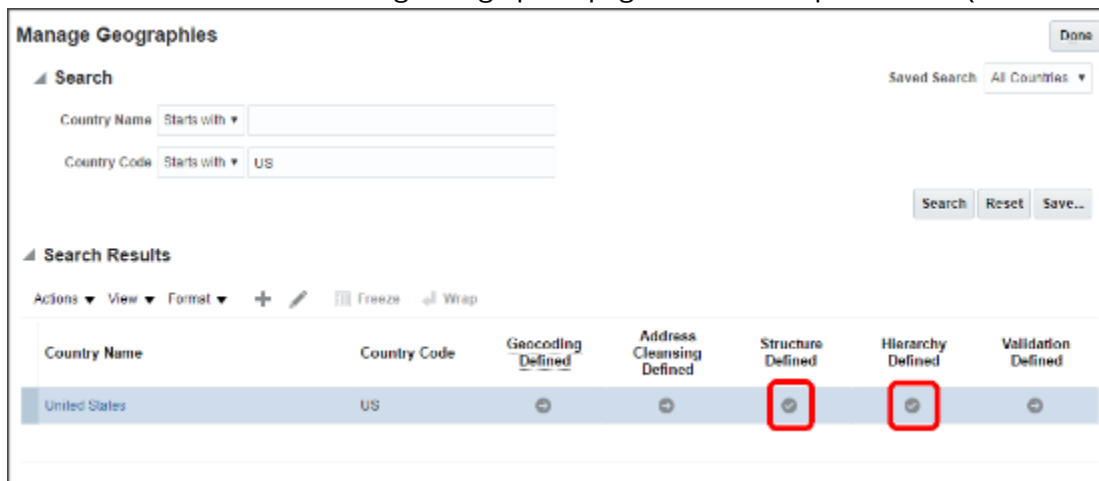 Manage Geographies Done
Search Saved Search All Countries
Country Name Starts with
Country Code Starts with US
Search Reset Save...
Search Results
Actions View Format Freeze Wrap
Country Name Country Code Geocoding Defined Address Cleansing Defined Structure Defined Hierarchy Defined Validation Defined
United States US